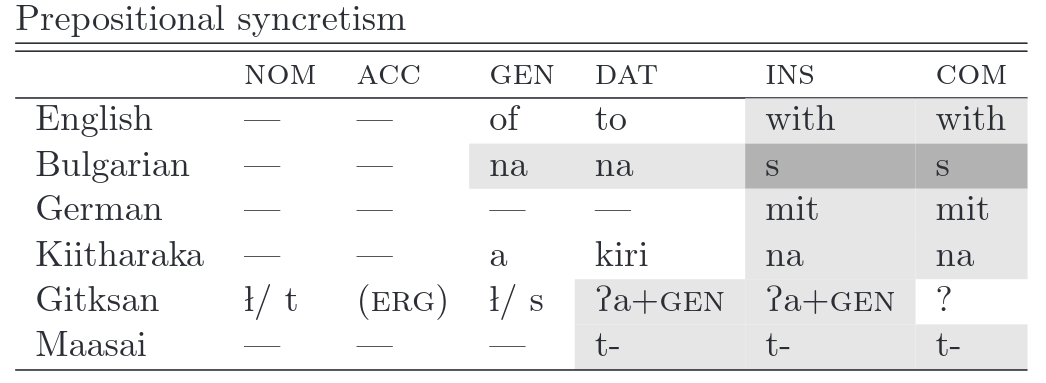 Prepositional syncretism
NOM ACC GEN DAT INS COM
English — — of to with with
Bulgarian — — na na s s
German — — — — mit mit
Kiitharaka — — a kiri na na
Gitksan ł/ t (ERG) ł/ s ʔa+GEN ʔa+GEN ?
Maasai — — — t- t- t-